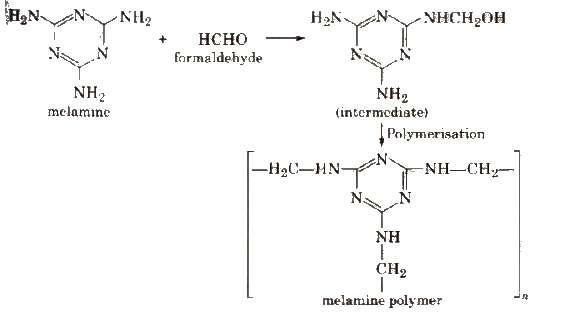 H₂N N NH₂ + HCHO ⟶ H₂N N NHCH₂OH
formaldehyde
N N N N
NH₂ NH₂
melamine (intermediate)
Polymerisation
—H₂C—HN N NH—CH₂—
N N
NH
CH₂
melamine polymer n